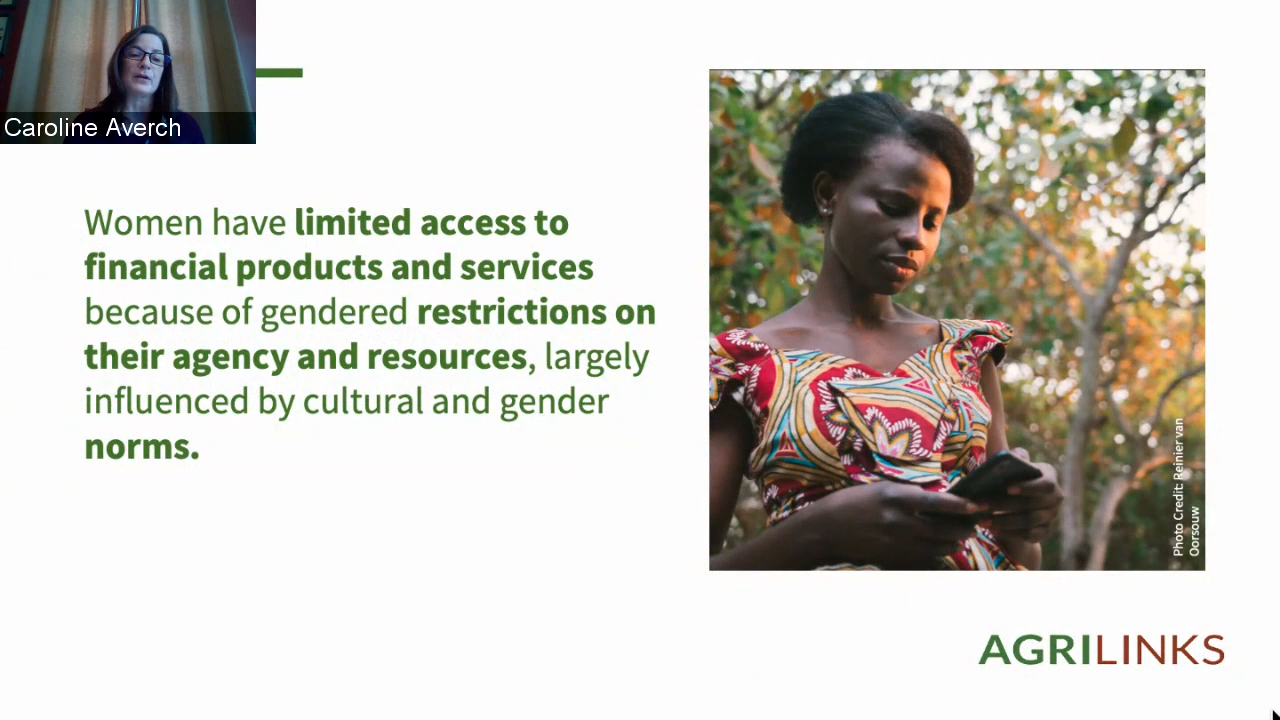 Caroline Averch
Women have limited access to
financial products and services
because of gendered restrictions on
their agency and resources, largely
influenced by cultural and gender
norms.
Photo Credit: Reinier van
Oorsouw
AGRILINKS